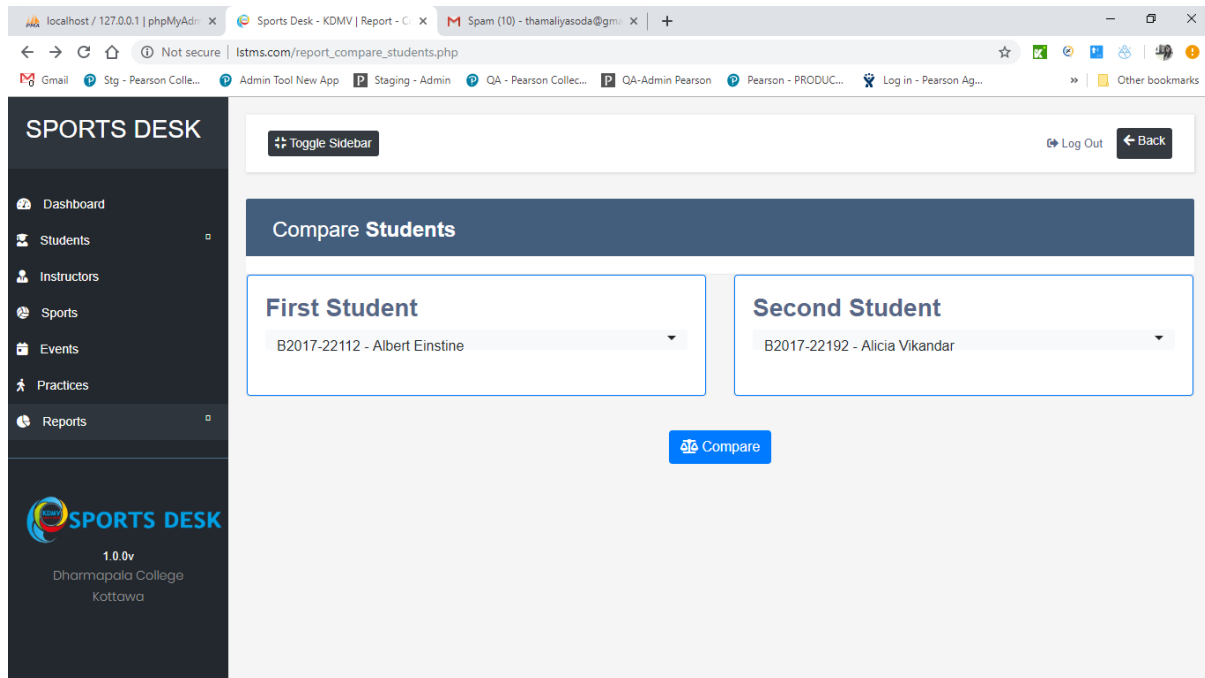 localhost / 127.0.0.1 | phpMyAdm
Sports Desk - KDMV | Report - C
Spam (10) - thamaliyasoda@gma
Not secure | lstms.com/report_compare_students.php
Gmail Stg - Pearson Colle... Admin Tool New App Staging - Admin QA - Pearson Collec... QA-Admin Pearson Pearson - PRODUC... Log in - Pearson Ag... » Other bookmarks
SPORTS DESK
Toggle Sidebar
Log Out
Back
Dashboard
Students
Instructors
Sports
Events
Practices
Reports
Compare Students
First Student
B2017-22112 - Albert Einstine
Second Student
B2017-22192 - Alicia Vikandar
Compare
KDMV
SPORTS DESK
1.0.0v
Dharmapala College
Kottawa